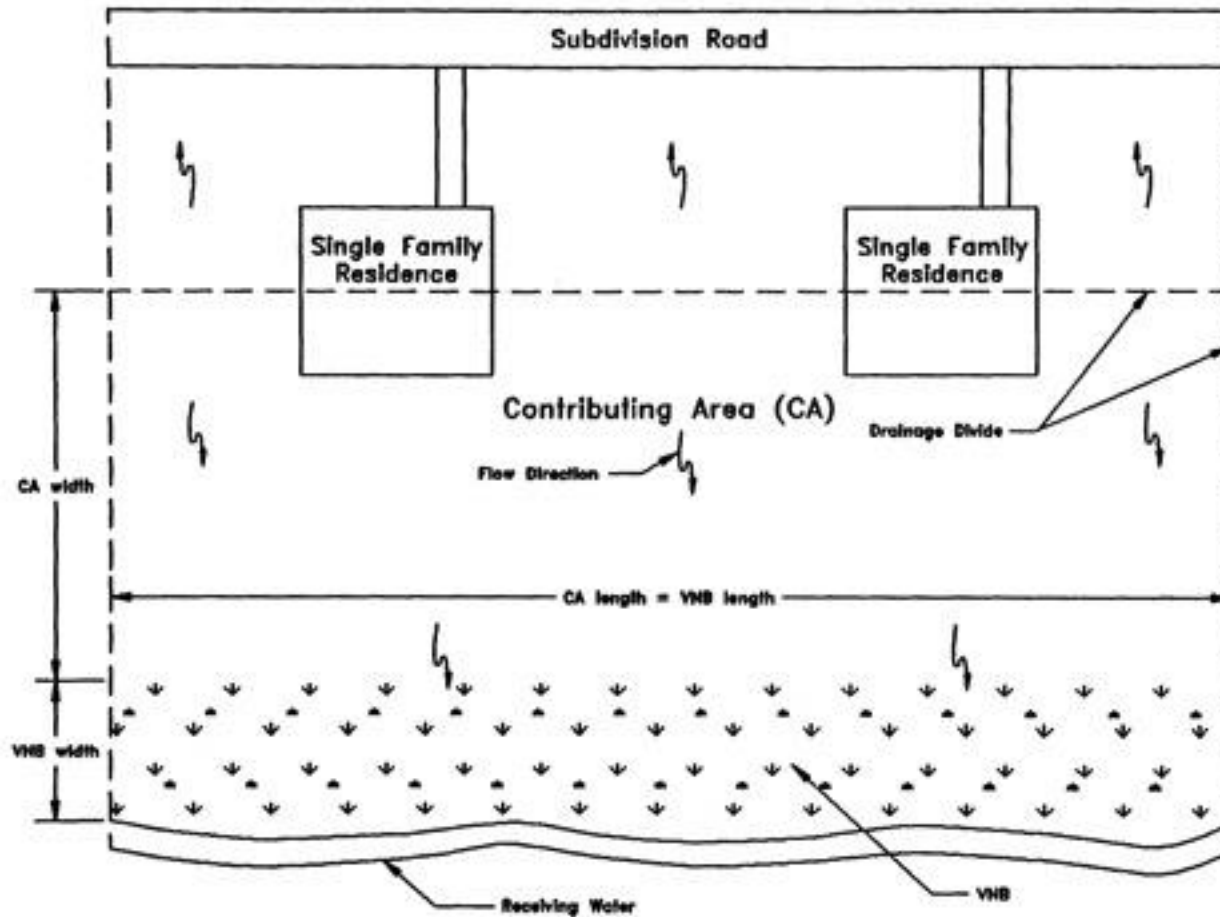 Subdivision Road
Single Family
Residence
Single Family
Residence
Contributing Area (CA)
Drainage Divide
Flow Direction
CA width
CA length = VNB length
VNB width
VNB
Receiving Water